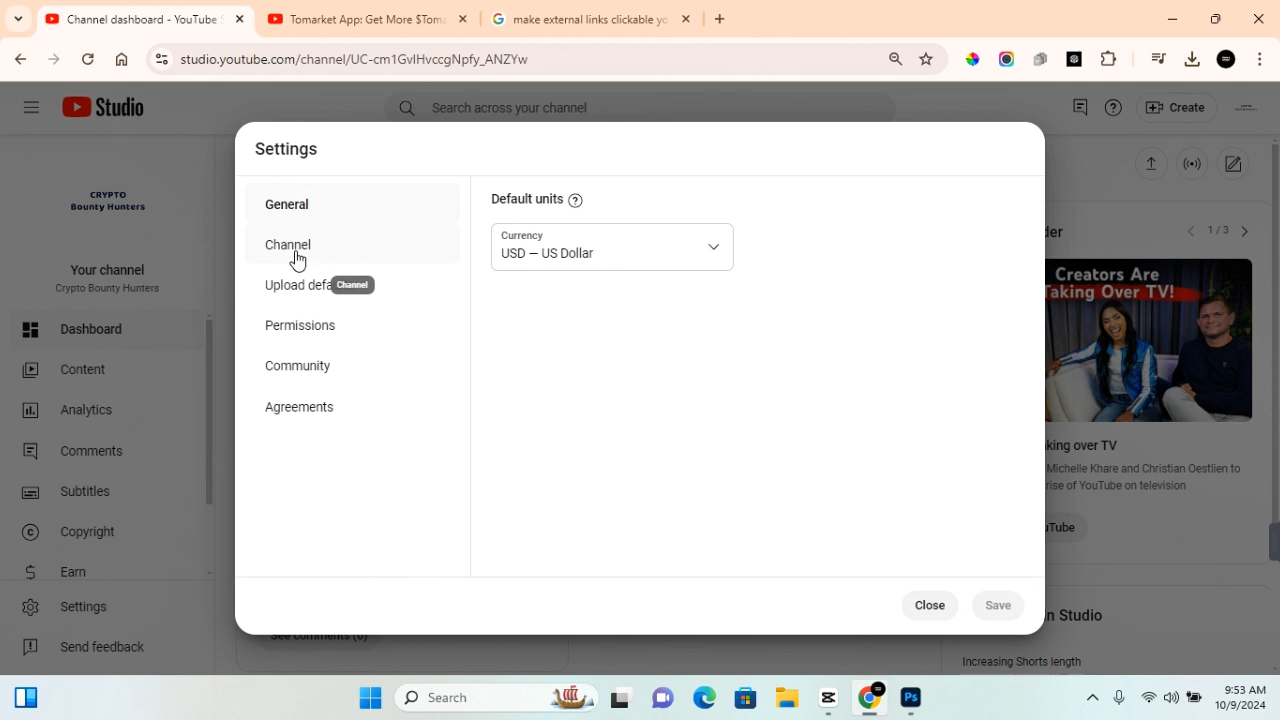 Channel dashboard - YouTube
Tomarket App: Get More $Toma
make external links clickable yo
studio.youtube.com/channel/UC-cm1GvIHvccgNpfy_ANZYw
Studio
Search across your channel
Create
Settings
CRYPTO
Bounty Hunters
Your channel
Crypto Bounty Hunters
Dashboard
Content
Analytics
Comments
Subtitles
Copyright
Earn
Settings
Send feedback
General
Channel
Upload defa
Channel
Permissions
Community
Agreements
Default units
Currency
USD — US Dollar
Close
Save
der
1 / 3
Creators Are
Taking Over TV!
king over TV
Michelle Khare and Christian Oestlien to
rise of YouTube on television
uTube
n Studio
Increasing Shorts length
See comments (0)
Search
9:53 AM
10/9/2024